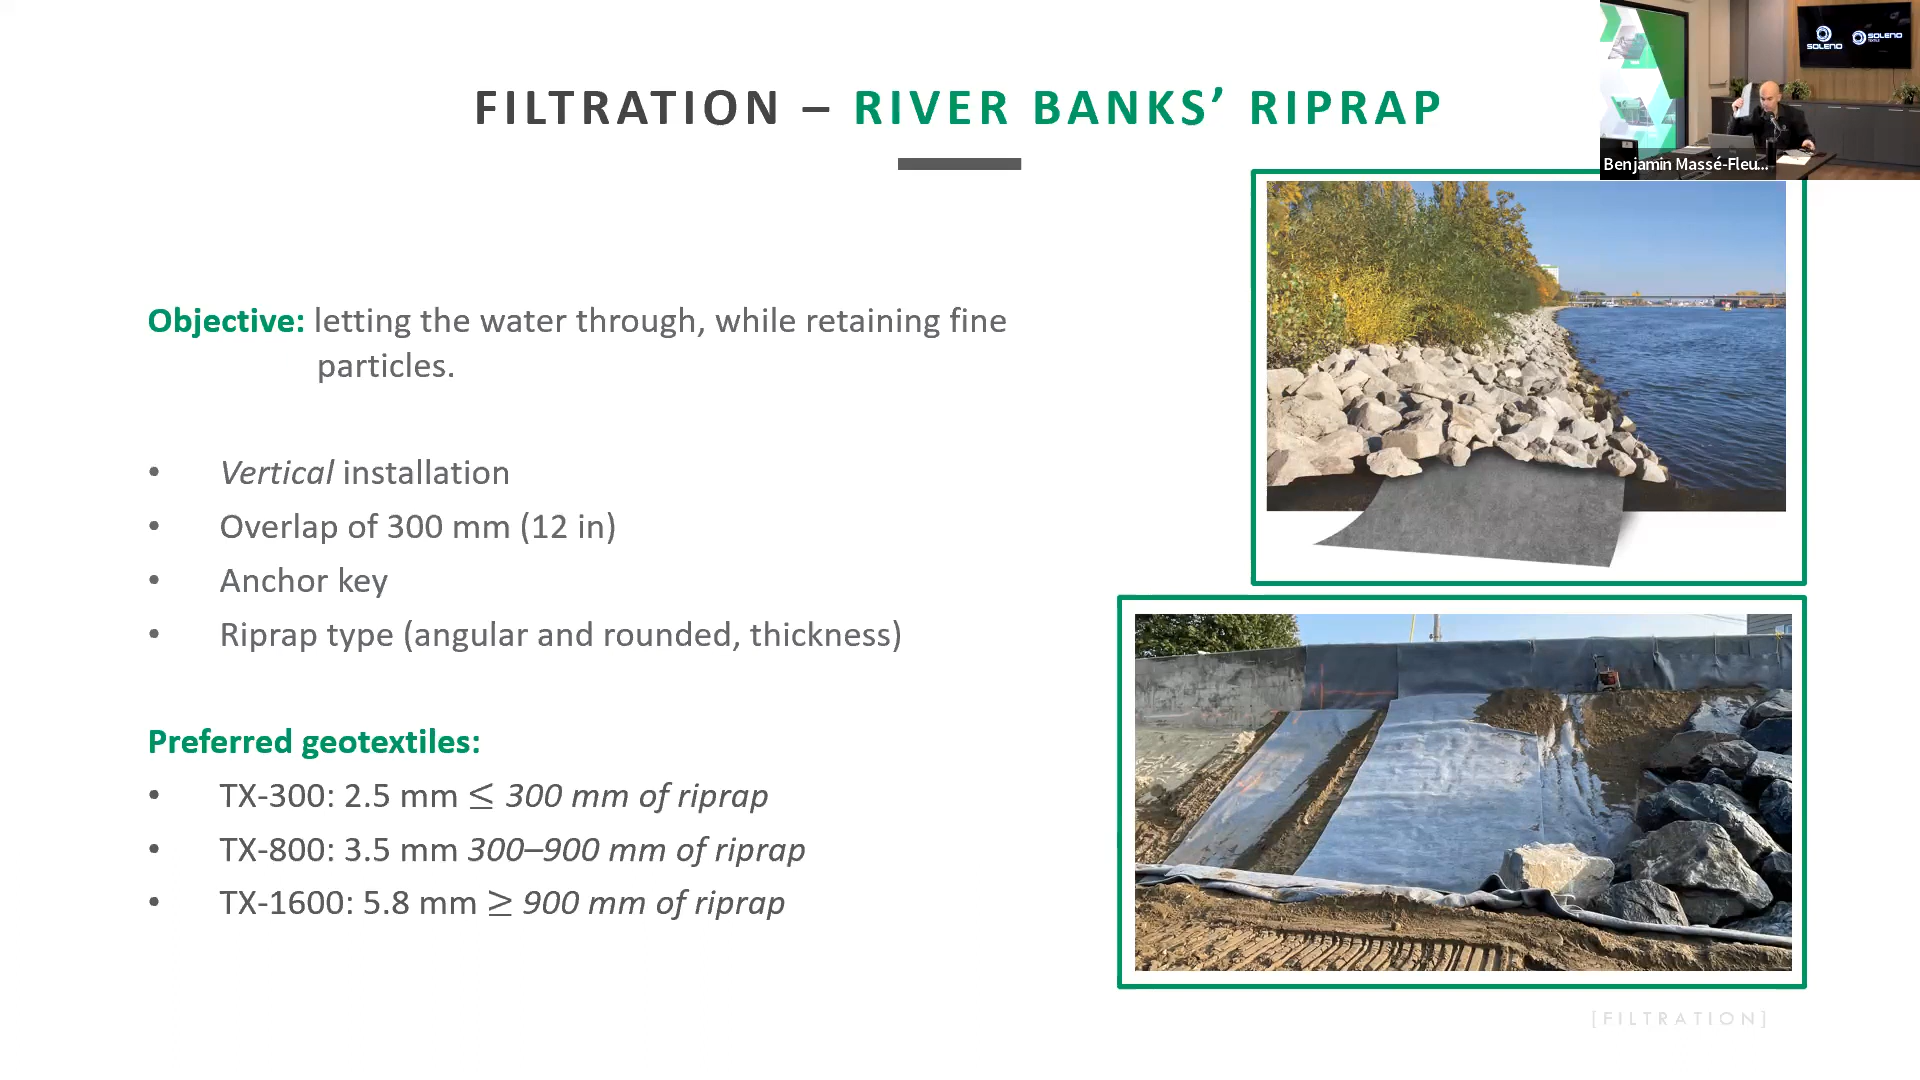 FILTRATION – RIVER BANKS’ RIPRAP
SOLENO
SOLENO
Benjamin Massé-Fleu...
Objective: letting the water through, while retaining fine
particles.
• Vertical installation
• Overlap of 300 mm (12 in)
• Anchor key
• Riprap type (angular and rounded, thickness)
Preferred geotextiles:
• TX-300: 2.5 mm ≤ 300 mm of riprap
• TX-800: 3.5 mm 300–900 mm of riprap
• TX-1600: 5.8 mm ≥ 900 mm of riprap
[FILTRATION]